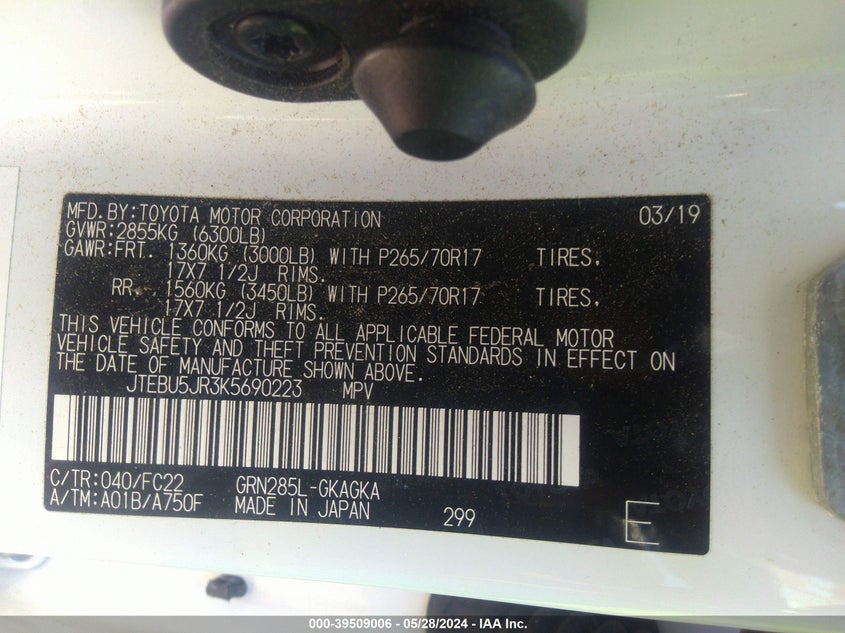 MFD.BY:TOYOTA MOTOR CORPORATION 03/19
GVWR:2855KG (6300LB)
GAWR:FRT. 1360KG (3000LB) WITH P265/70R17 TIRES,
17X7 1/2J RIMS.
RR. 1560KG (3450LB) WITH P265/70R17 TIRES,
17X7 1/2J RIMS.
THIS VEHICLE CONFORMS TO ALL APPLICABLE FEDERAL MOTOR
VEHICLE SAFETY AND THEFT PREVENTION STANDARDS IN EFFECT ON
THE DATE OF MANUFACTURE SHOWN ABOVE.
JTEBU5JR3K5690223 MPV
C/TR:040/FC22 GRN285L-GKAGKA
A/TM:A01B/A750F MADE IN JAPAN 299 E
000-39509006 - 05/28/2024 - IAA Inc.